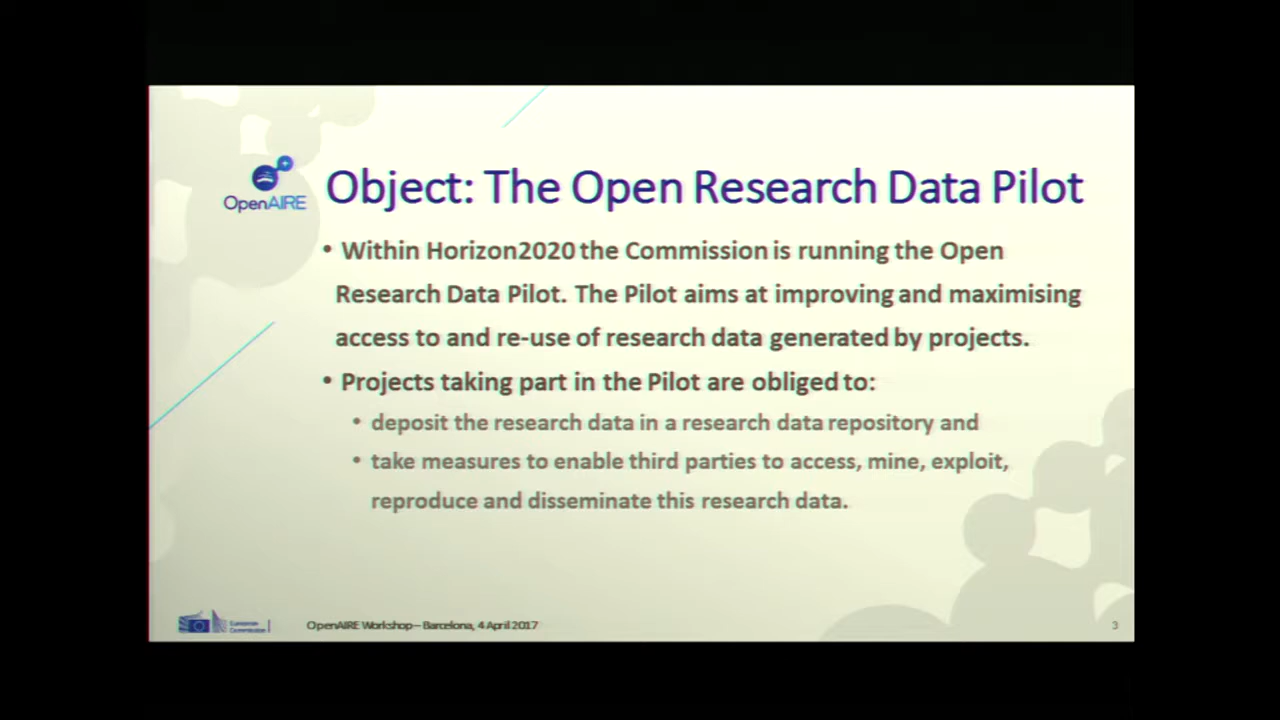 OpenAIRE
Object: The Open Research Data Pilot
• Within Horizon2020 the Commission is running the Open
Research Data Pilot. The Pilot aims at improving and maximising
access to and re-use of research data generated by projects.
• Projects taking part in the Pilot are obliged to:
• deposit the research data in a research data repository and
• take measures to enable third parties to access, mine, exploit,
reproduce and disseminate this research data.
European
Commission
OpenAIRE Workshop – Barcelona, 4 April 2017
3